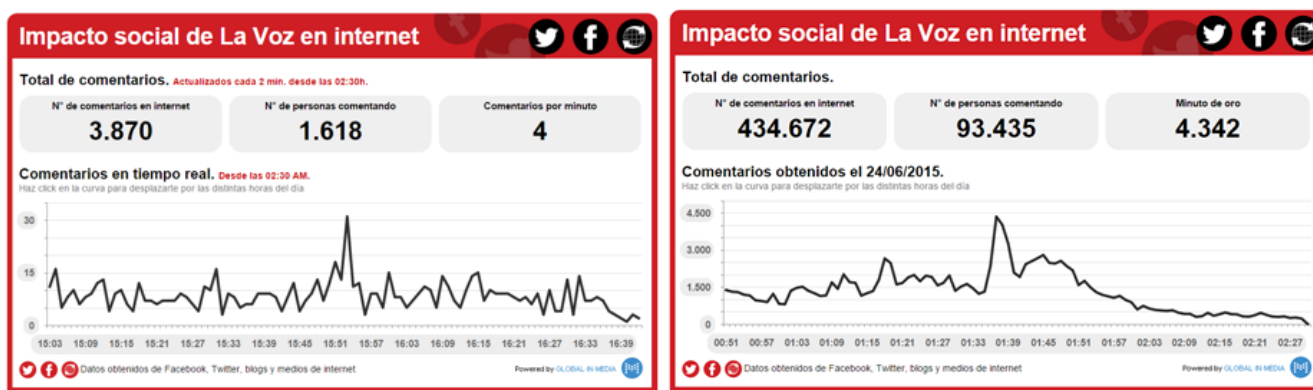 Impacto social de La Voz en internet
Total de comentarios. Actualizados cada 2 min. desde las 02:30h.
N° de comentarios en internet
3.870
N° de personas comentando
1.618
Comentarios por minuto
4
Comentarios en tiempo real. Desde las 02:30 AM.
Haz click en la curva para desplazarte por las distintas horas del día
30
15
0
15:03 15:09 15:15 15:21 15:27 15:33 15:39 15:45 15:51 15:57 16:03 16:09 16:15 16:21 16:27 16:33 16:39
Datos obtenidos de Facebook, Twitter, blogs y medios de internet
Powered by GLOBAL IN MEDIA
Impacto social de La Voz en internet
Total de comentarios.
N° de comentarios en internet
434.672
N° de personas comentando
93.435
Minuto de oro
4.342
Comentarios obtenidos el 24/06/2015.
Haz click en la curva para desplazarte por las distintas horas del día
4.500
3.000
1.500
0
00:51 00:57 01:03 01:09 01:15 01:21 01:27 01:33 01:39 01:45 01:51 01:57 02:03 02:09 02:15 02:21 02:27
Datos obtenidos de Facebook, Twitter, blogs y medios de internet
Powered by GLOBAL IN MEDIA